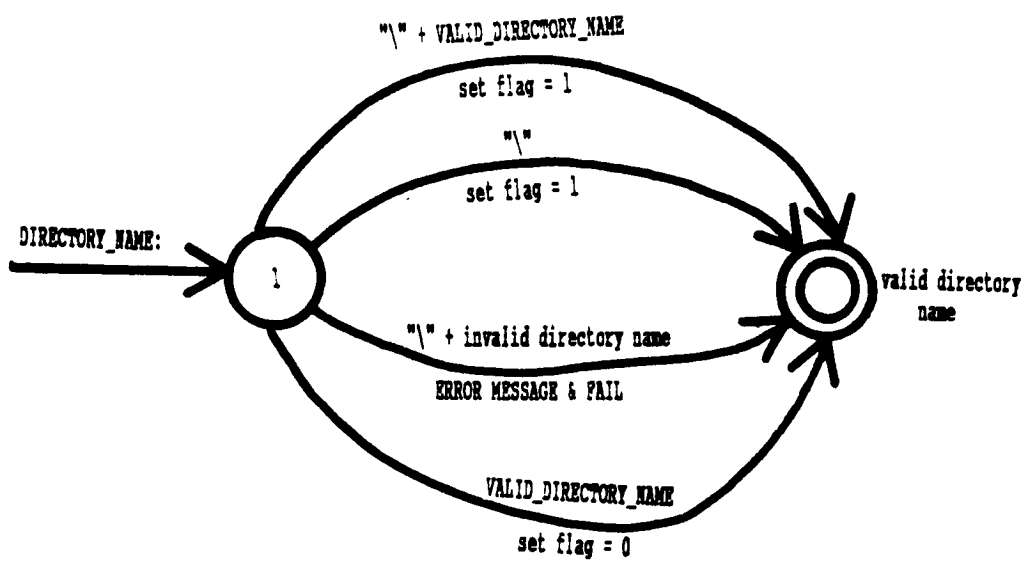 "\" + VALID_DIRECTORY_NAME
set flag = 1
"\"
set flag = 1
DIRECTORY_NAME:
1
valid directory
name
"\" + invalid directory name
ERROR MESSAGE & FAIL
VALID_DIRECTORY_NAME
set flag = 0